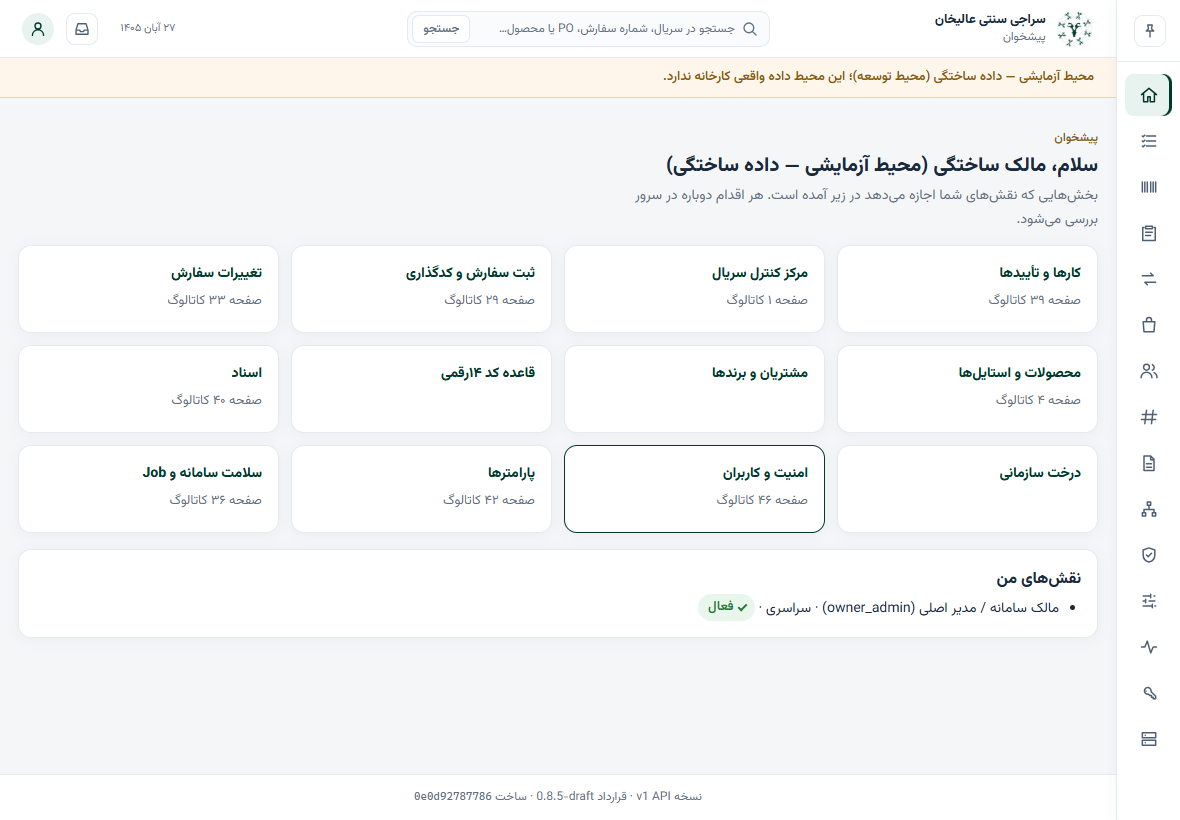 سراجی سنتی عالیخان
پیشخوان
جستجو در سریال، شماره سفارش، PO یا محصول...
جستجو
۲۷ آبان ۱۴۰۵
محیط آزمایشی — داده ساختگی (محیط توسعه)؛ این محیط داده واقعی کارخانه ندارد.
پیشخوان
سلام، مالک ساختگی (محیط آزمایشی — داده ساختگی)
بخش‌هایی که نقش‌های شما اجازه می‌دهد در زیر آمده است. هر اقدام دوباره در سرور
بررسی می‌شود.
کارها و تأییدها
صفحه ۳۹ کاتالوگ
مرکز کنترل سریال
صفحه ۱ کاتالوگ
ثبت سفارش و کدگذاری
صفحه ۲۹ کاتالوگ
تغییرات سفارش
صفحه ۳۳ کاتالوگ
محصولات و استایل‌ها
صفحه ۴ کاتالوگ
مشتریان و برندها
قاعده کد ۱۴رقمی
اسناد
صفحه ۴۰ کاتالوگ
درخت سازمانی
امنیت و کاربران
صفحه ۴۶ کاتالوگ
پارامترها
صفحه ۴۲ کاتالوگ
سلامت سامانه و Job
صفحه ۳۶ کاتالوگ
نقش‌های من
مالک سامانه / مدیر اصلی (owner_admin) · سراسری · فعال
نسخه v1 API · قرارداد 0.8.5-draft · ساخت 0e0d92787786